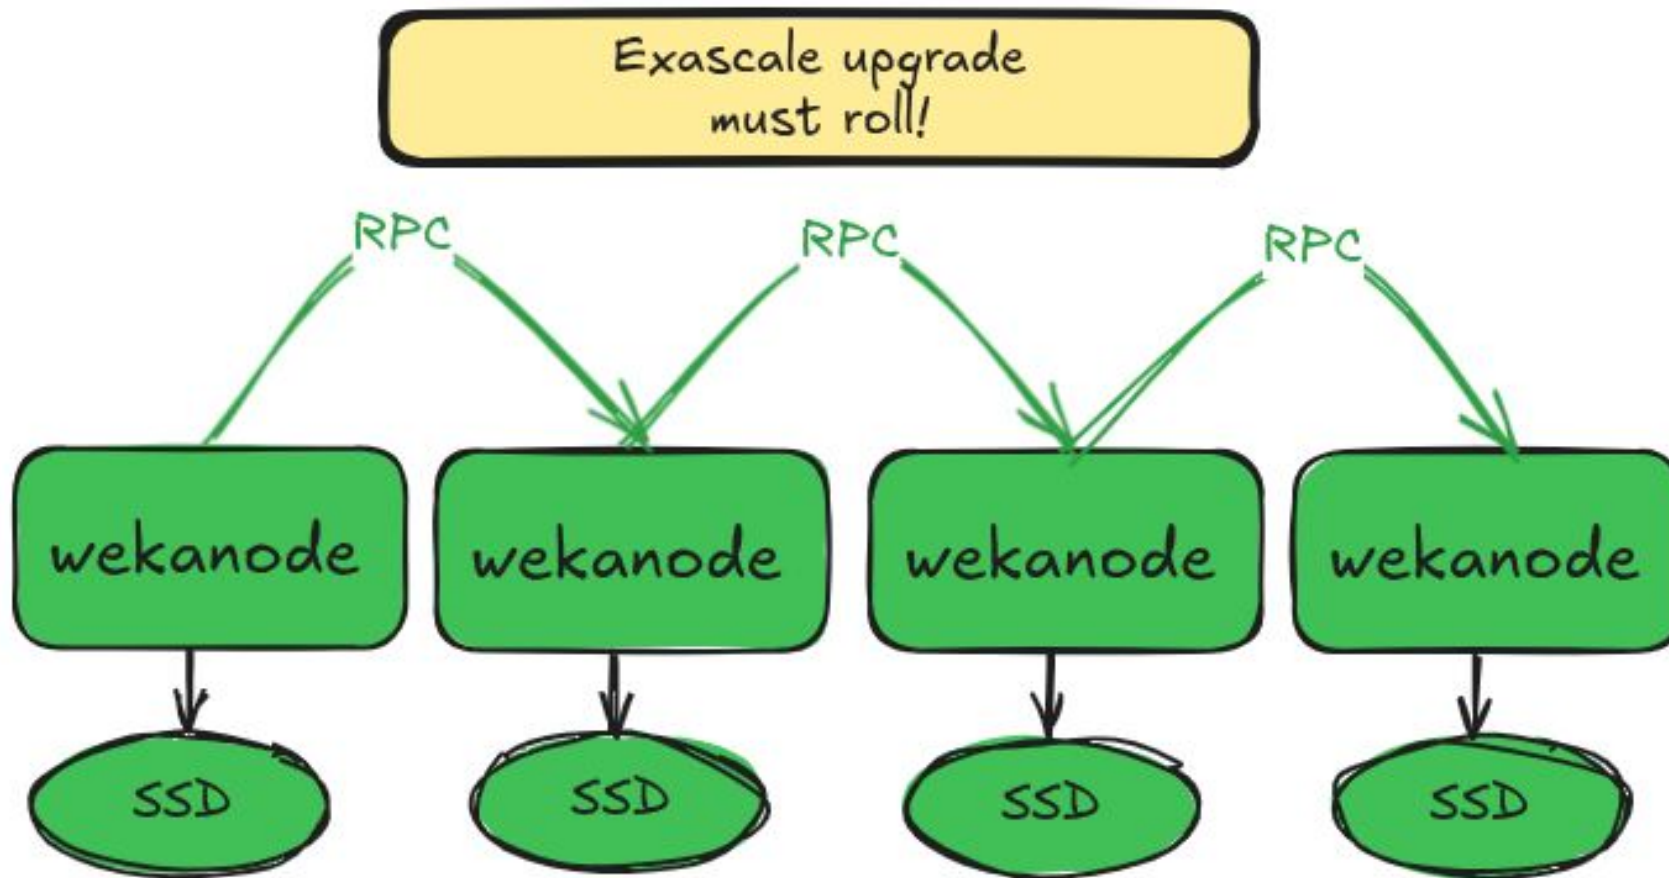 Exascale upgrade
must roll!
RPC RPC RPC
wekanode wekanode wekanode wekanode
SSD SSD SSD SSD